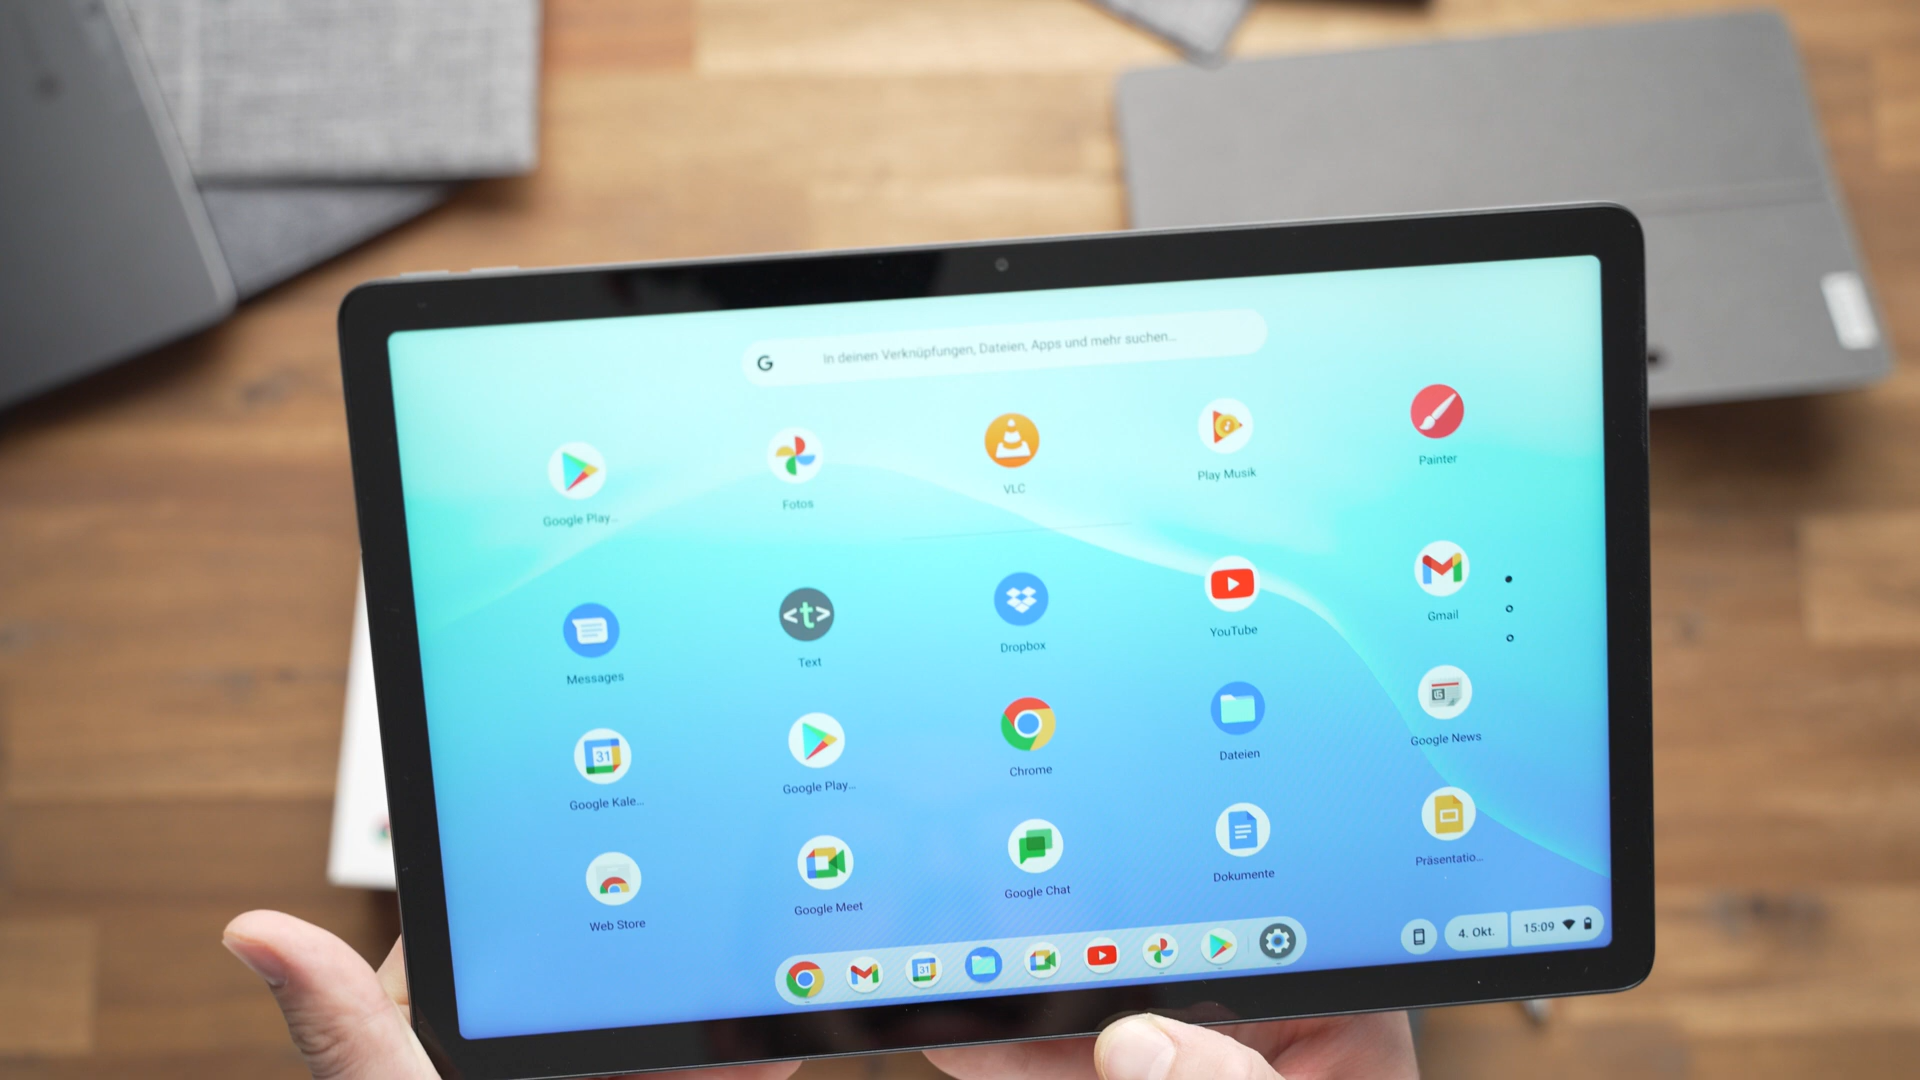 G
In deinen Verknüpfungen, Dateien, Apps und mehr suchen...
Google Play...
Fotos
VLC
Play Musik
Painter
Messages
<t>
Text
Dropbox
YouTube
Gmail
31
Google Kale...
Google Play...
Chrome
Dateien
Google News
Web Store
Google Meet
Google Chat
Dokumente
Präsentatio...
31
4. Okt.
15:09